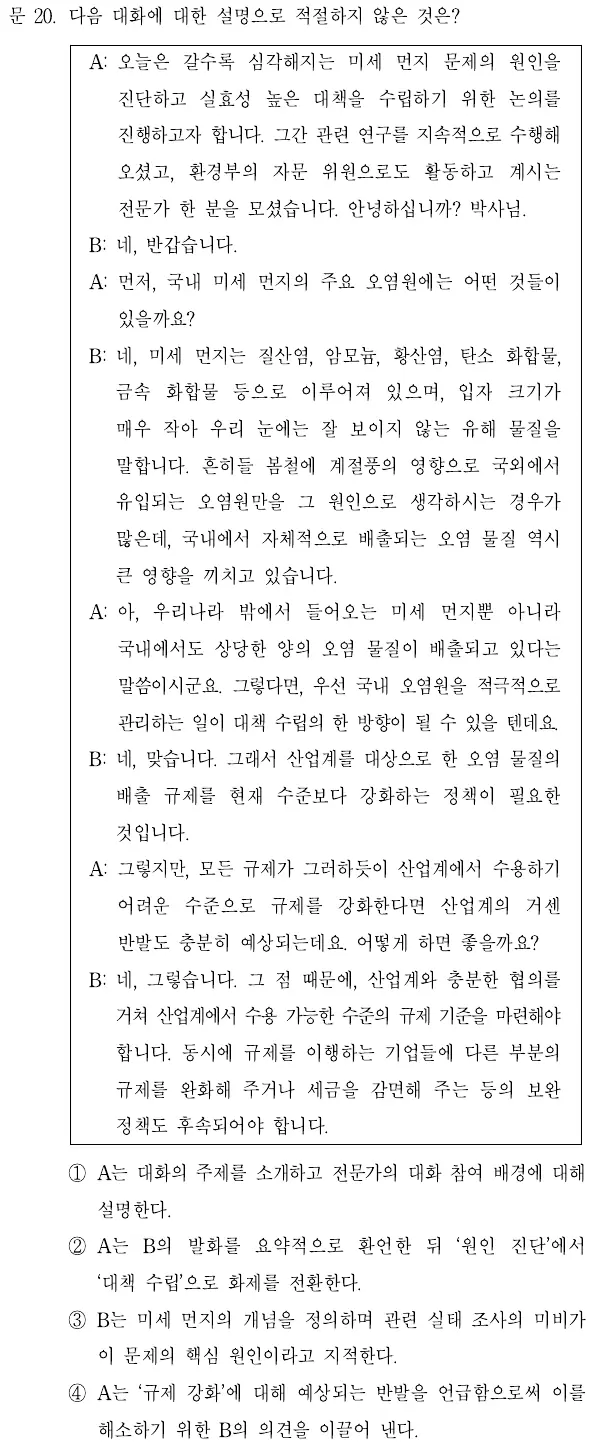 문 20. 다음 대화에 대한 설명으로 적절하지 않은 것은?
A: 오늘은 갈수록 심각해지는 미세 먼지 문제의 원인을
진단하고 실효성 높은 대책을 수립하기 위한 논의를
진행하고자 합니다. 그간 관련 연구를 지속적으로 수행해
오셨고, 환경부의 자문 위원으로도 활동하고 계시는
전문가 한 분을 모셨습니다. 안녕하십니까? 박사님.
B: 네, 반갑습니다.
A: 먼저, 국내 미세 먼지의 주요 오염원에는 어떤 것들이
있을까요?
B: 네, 미세 먼지는 질산염, 암모늄, 황산염, 탄소 화합물,
금속 화합물 등으로 이루어져 있으며, 입자 크기가
매우 작아 우리 눈에는 잘 보이지 않는 유해 물질을
말합니다. 흔히들 봄철에 계절풍의 영향으로 국외에서
유입되는 오염원만을 그 원인으로 생각하시는 경우가
많은데, 국내에서 자체적으로 배출되는 오염 물질 역시
큰 영향을 끼치고 있습니다.
A: 아, 우리나라 밖에서 들어오는 미세 먼지뿐 아니라
국내에서도 상당한 양의 오염 물질이 배출되고 있다는
말씀이시군요. 그렇다면, 우선 국내 오염원을 적극적으로
관리하는 일이 대책 수립의 한 방향이 될 수 있을 텐데요.
B: 네, 맞습니다. 그래서 산업계를 대상으로 한 오염 물질의
배출 규제를 현재 수준보다 강화하는 정책이 필요한
것입니다.
A: 그렇지만, 모든 규제가 그러하듯이 산업계에서 수용하기
어려운 수준으로 규제를 강화한다면 산업계의 거센
반발도 충분히 예상되는데요. 어떻게 하면 좋을까요?
B: 네, 그렇습니다. 그 점 때문에, 산업계와 충분한 협의를
거쳐 산업계에서 수용 가능한 수준의 규제 기준을 마련해야
합니다. 동시에 규제를 이행하는 기업들에 다른 부분의
규제를 완화해 주거나 세금을 감면해 주는 등의 보완
정책도 후속되어야 합니다.
① A는 대화의 주제를 소개하고 전문가의 대화 참여 배경에 대해
설명한다.
② A는 B의 발화를 요약적으로 환언한 뒤 ‘원인 진단’에서
‘대책 수립’으로 화제를 전환한다.
③ B는 미세 먼지의 개념을 정의하며 관련 실태 조사의 미비가
이 문제의 핵심 원인이라고 지적한다.
④ A는 ‘규제 강화’에 대해 예상되는 반발을 언급함으로써 이를
해소하기 위한 B의 의견을 이끌어 낸다.